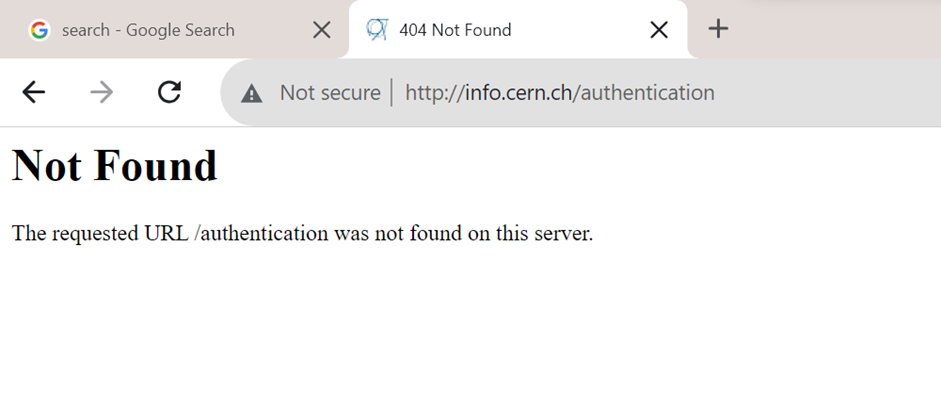 search - Google Search
404 Not Found
Not secure
http://info.cern.ch/authentication
Not Found
The requested URL /authentication was not found on this server.